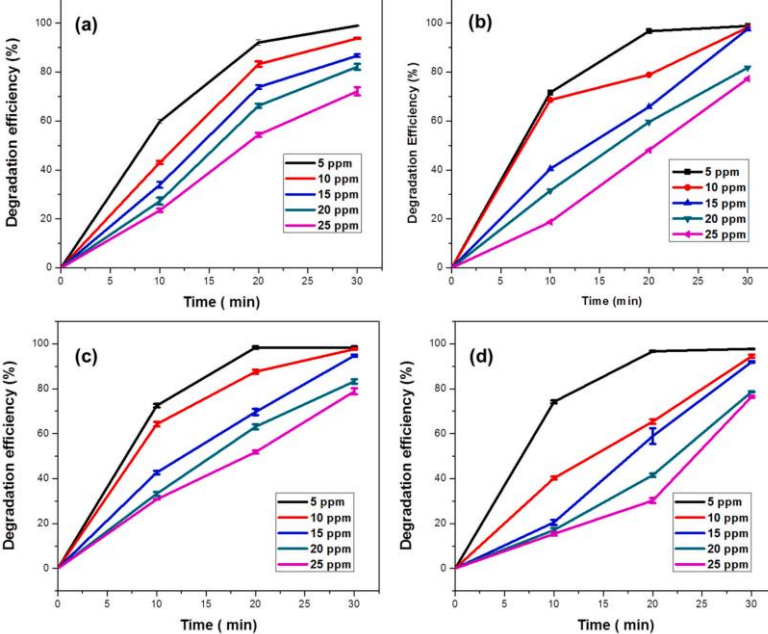 (a)
Degradation efficiency (%)
100
80
60
40
20
0
5 ppm
10 ppm
15 ppm
20 ppm
25 ppm
0 5 10 15 20 25 30
Time ( min)
(b)
Degradation Efficiency (%)
100
80
60
40
20
0
5 ppm
10 ppm
15 ppm
20 ppm
25 ppm
0 5 10 15 20 25 30
Time (min)
(c)
Degradation efficiency (%)
100
80
60
40
20
0
5 ppm
10 ppm
15 ppm
20 ppm
25 ppm
0 5 10 15 20 25 30
Time ( min)
(d)
Degradation efficiency (%)
100
80
60
40
20
0
5 ppm
10 ppm
15 ppm
20 ppm
25 ppm
0 5 10 15 20 25 30
Time ( min)